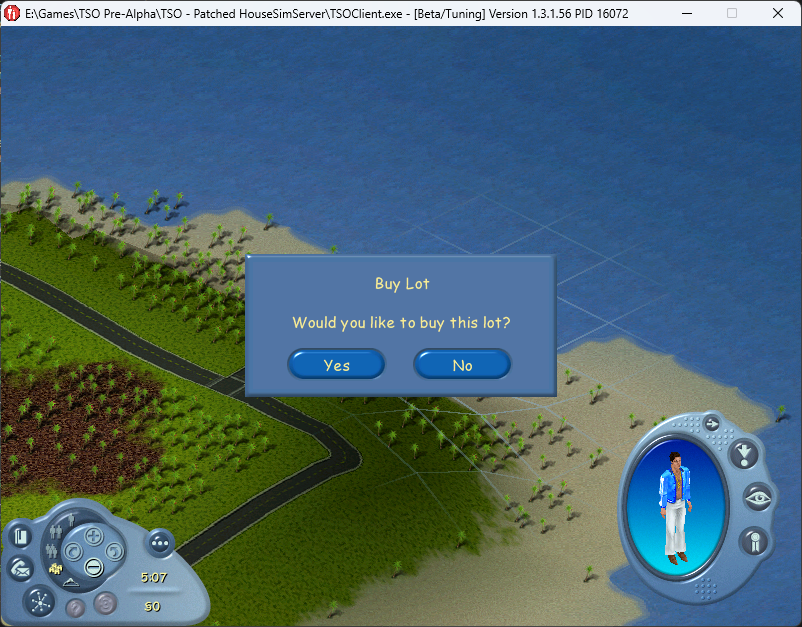 E:\Games\TSO Pre-Alpha\TSO - Patched HouseSimServer\TSOClient.exe - [Beta/Tuning] Version 1.3.1.56 PID 16072
Buy Lot
Would you like to buy this lot?
Yes
No
5:07
$0